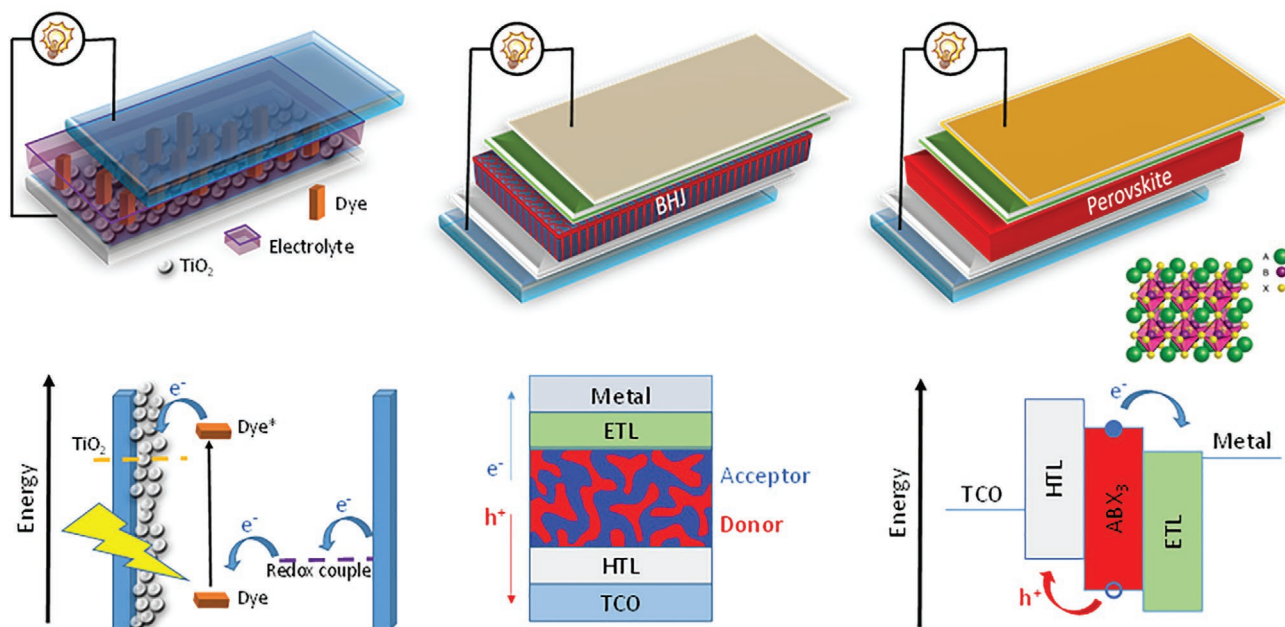 Dye
Electrolyte
TiO₂
BHJ
Perovskite
A
B
X
Energy
TiO₂
e⁻
Dye*
e⁻
e⁻
Redox couple
Dye
Metal
ETL
e⁻
h⁺
Acceptor
Donor
HTL
TCO
Energy
TCO
HTL
ABX₃
ETL
e⁻
Metal
h⁺